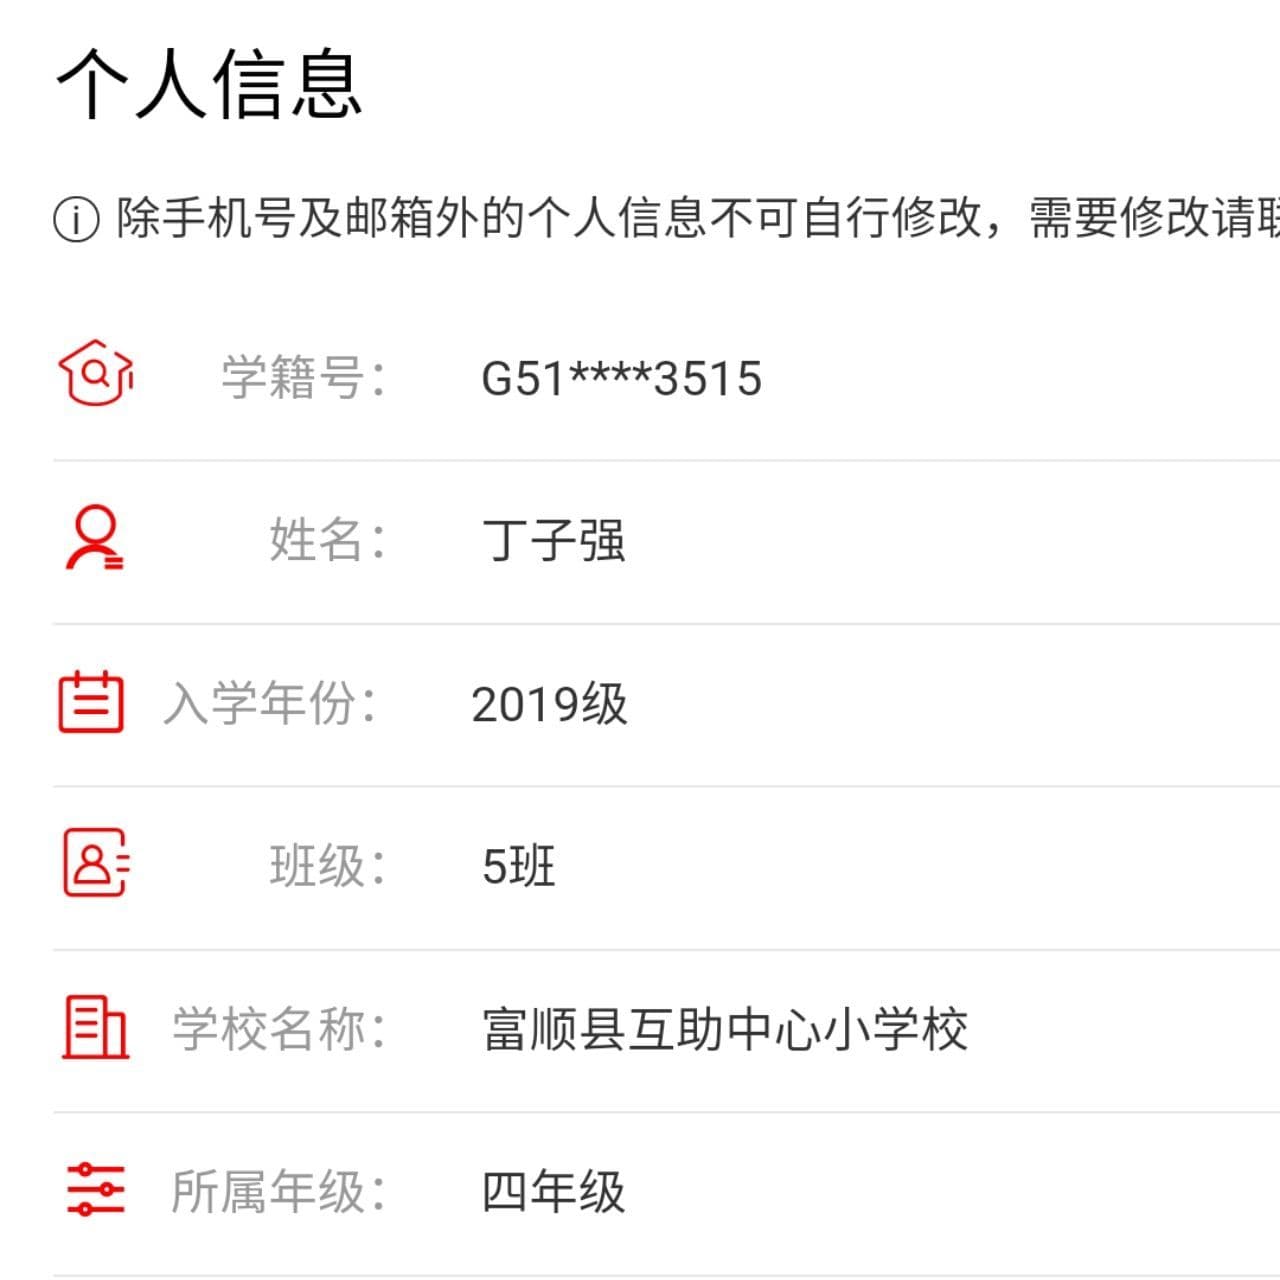 个人信息
ⓘ 除手机号及邮箱外的个人信息不可自行修改，需要修改请联
学籍号： G51****3515
姓名： 丁子强
入学年份： 2019级
班级： 5班
学校名称： 富顺县互助中心小学校
所属年级： 四年级